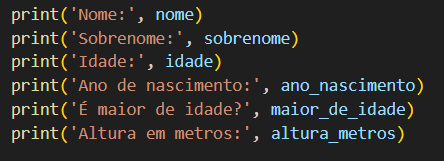 print('Nome:', nome)
print('Sobrenome:', sobrenome)
print('Idade:', idade)
print('Ano de nascimento:', ano_nascimento)
print('É maior de idade?', maior_de_idade)
print('Altura em metros:', altura_metros)